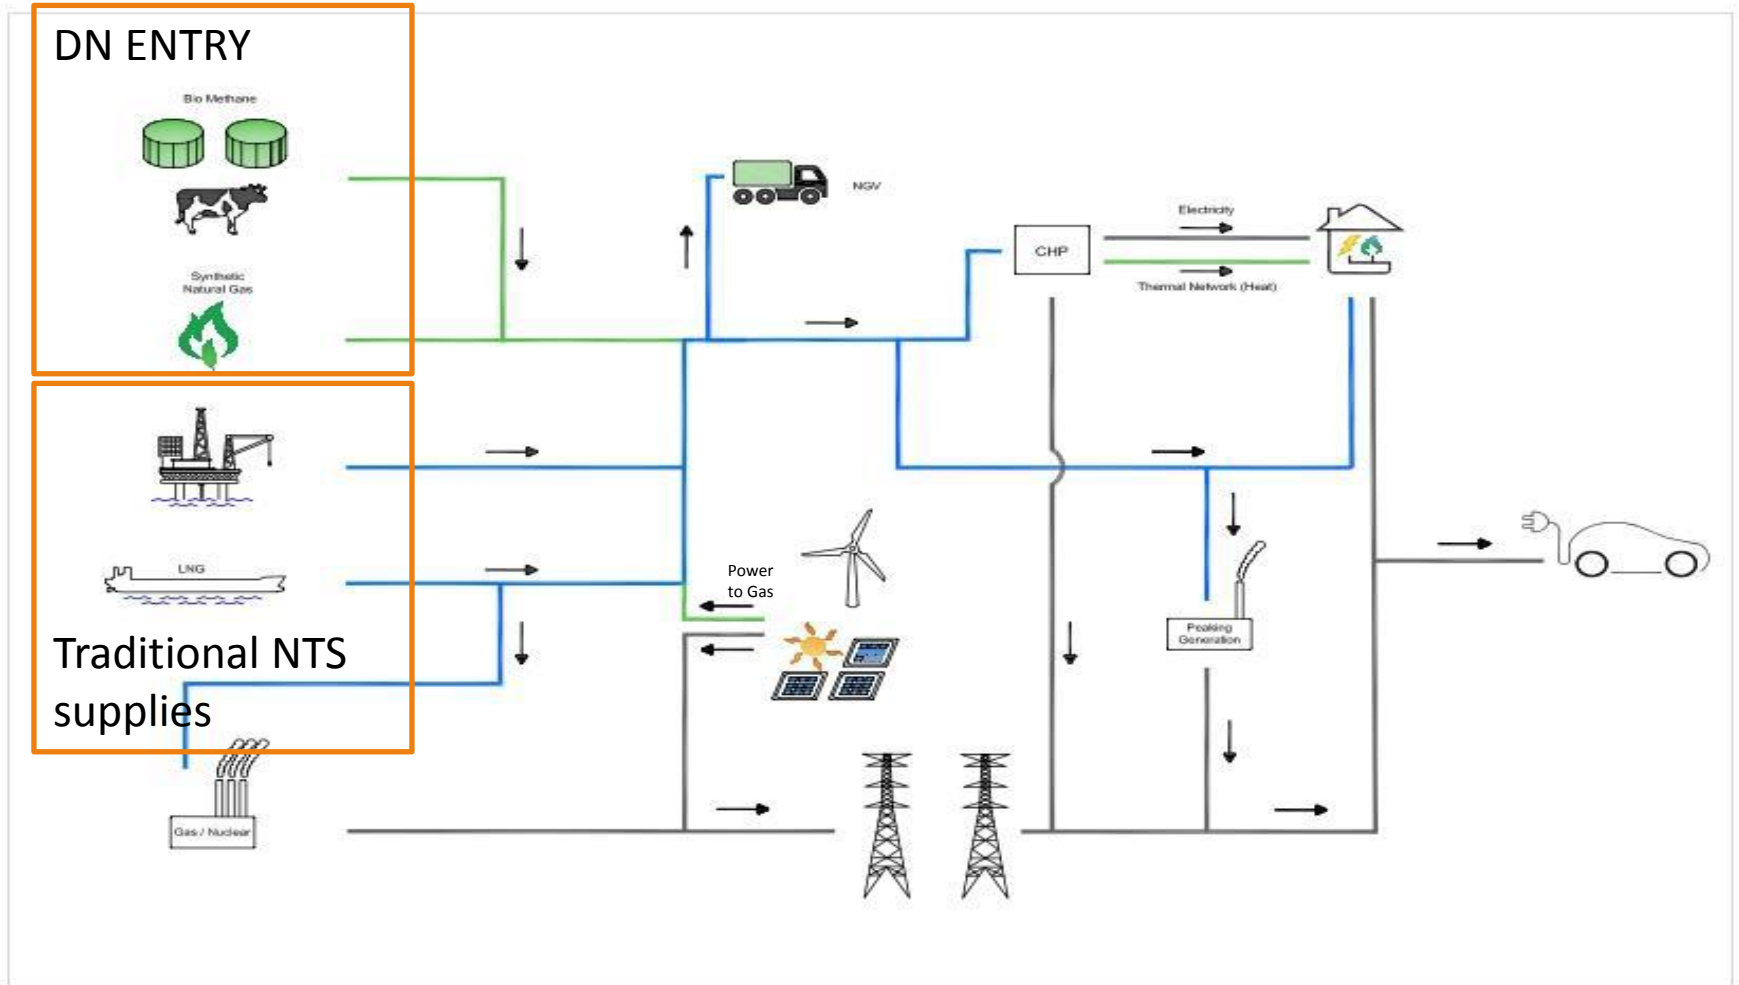 DN ENTRY
Bio Methane
Synthetic
Natural Gas
LNG
Traditional NTS
supplies
Gas / Nuclear
NGV
Power
to Gas
CHP
Electricity
Thermal Network (Heat)
Peaking
Generation